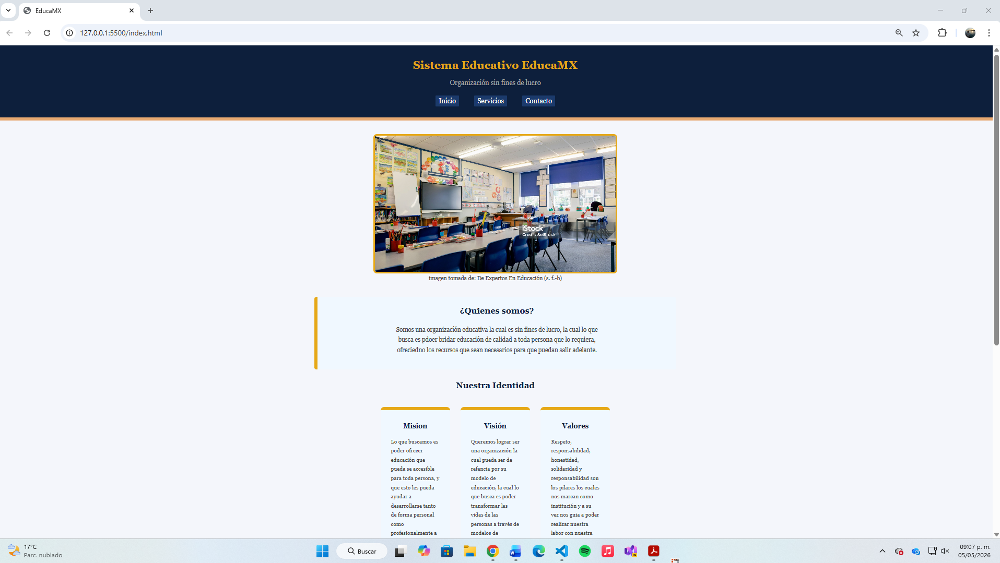 EducaMX
127.0.0.1:5500/index.html
Sistema Educativo EducaMX
Organización sin fines de lucro
Inicio Servicios Contacto
iStock
Credit: SolStock
imagen tomada de: De Expertos En Educación (s. f.-b)
¿Quienes somos?
Somos una organizacíón educativa la cual es sin fines de lucro, la cual lo que
busca es pdoer bridar educación de calidad a toda persona que lo requiera,
ofreciedno los recursos que sean necesarios para que puedan salir adelante.
Nuestra Identidad
Mision
Lo que buscamos es
poder ofrecer
educación que
pueda se accesible
para toda persona, y
que esto les pueda
ayudar a
desarrollarse tanto
de forma personal
como
profesionalmente a
Visión
Queremos lograr ser
una organización la
cual pueda ser de
refencia por su
modelo de
educación, la cual lo
que busca es poder
transformar las
vidas de las
personas a través de
modelos de
Valores
Respeto,
responsabilidad,
honestidad,
solidaridad y
responsabilidad son
los pilares los cuales
nos marcan como
institución y a su
vez nos guia a poder
realizar nuestra
labor con nuestra
17°C
Parc. nublado
Buscar
09:07 p. m.
05/05/2026